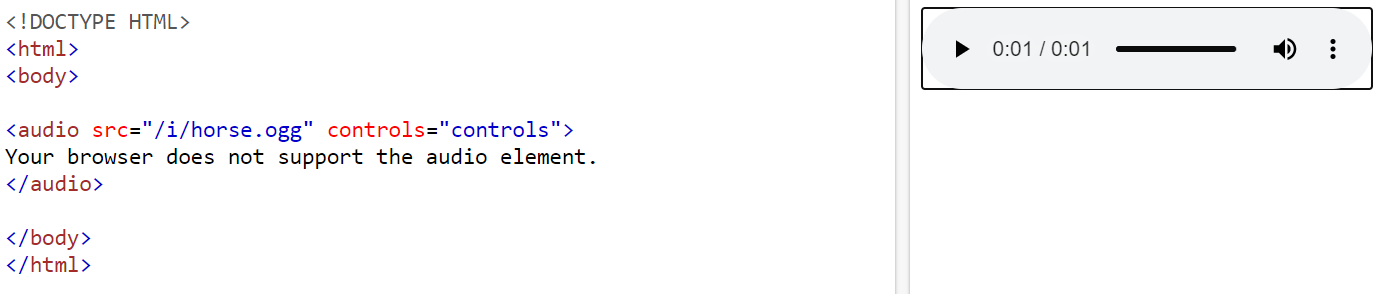 <!DOCTYPE HTML>
<html>
<body>
<audio src="/i/horse.ogg" controls="controls">
Your browser does not support the audio element.
</audio>
</body>
</html>
0:01 / 0:01